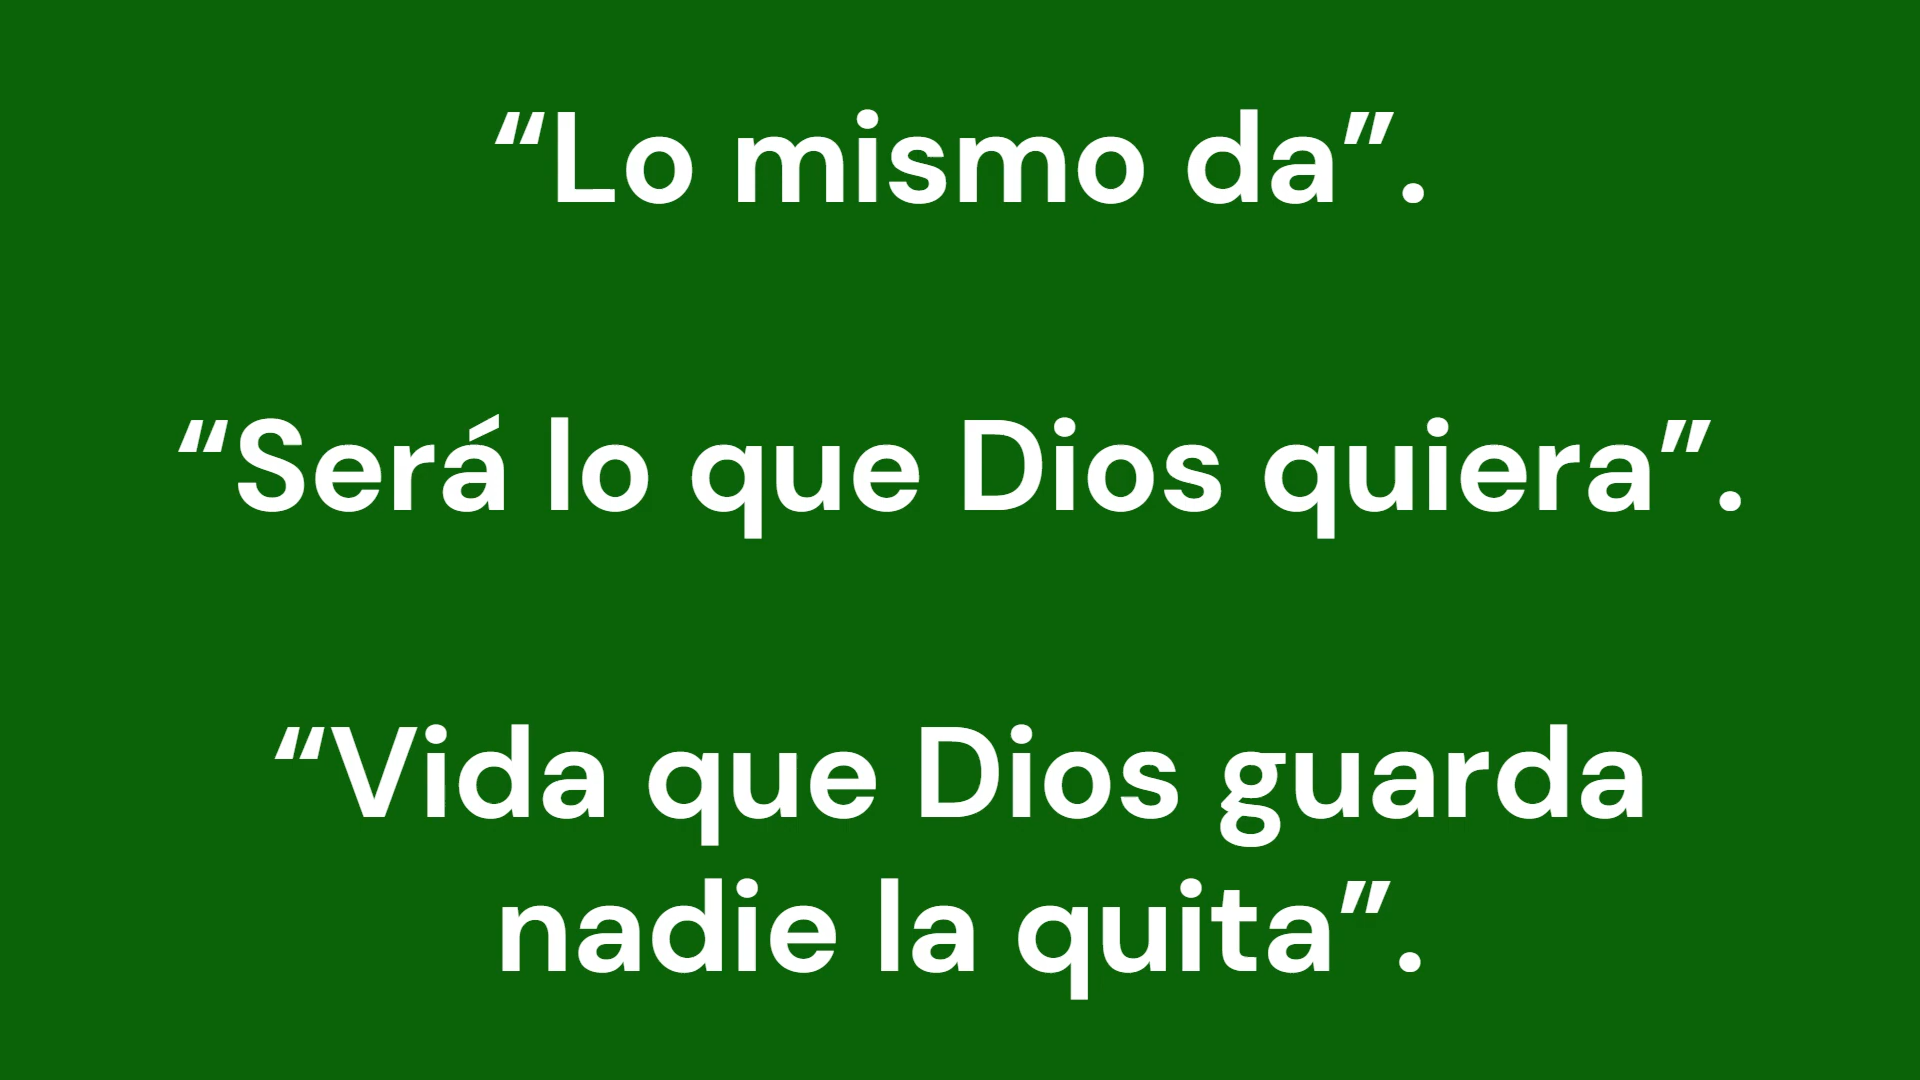 “Lo mismo da”.
“Será lo que Dios quiera”.
“Vida que Dios guarda
nadie la quita”.